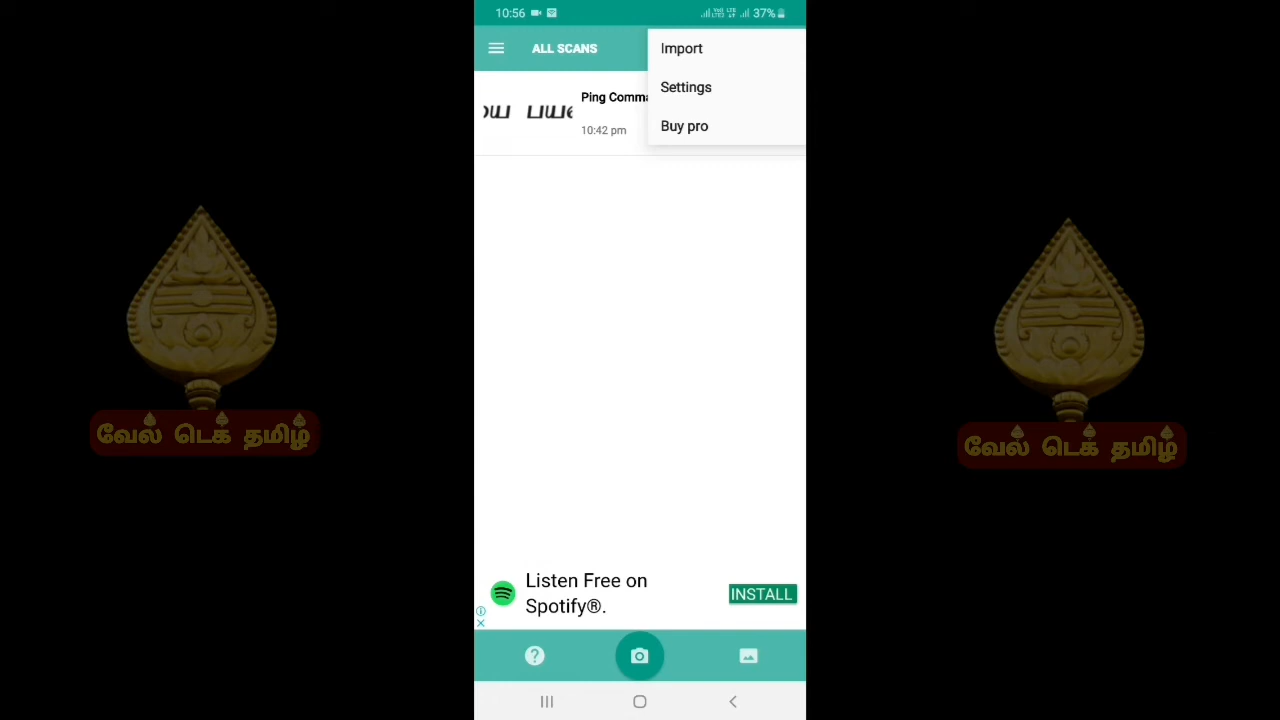 10:56
37%
ALL SCANS
Import
Settings
Buy pro
Ping Comma
10:42 pm
Listen Free on
Spotify®.
INSTALL
வேல் டெக் தமிழ்
வேல் டெக் தமிழ்